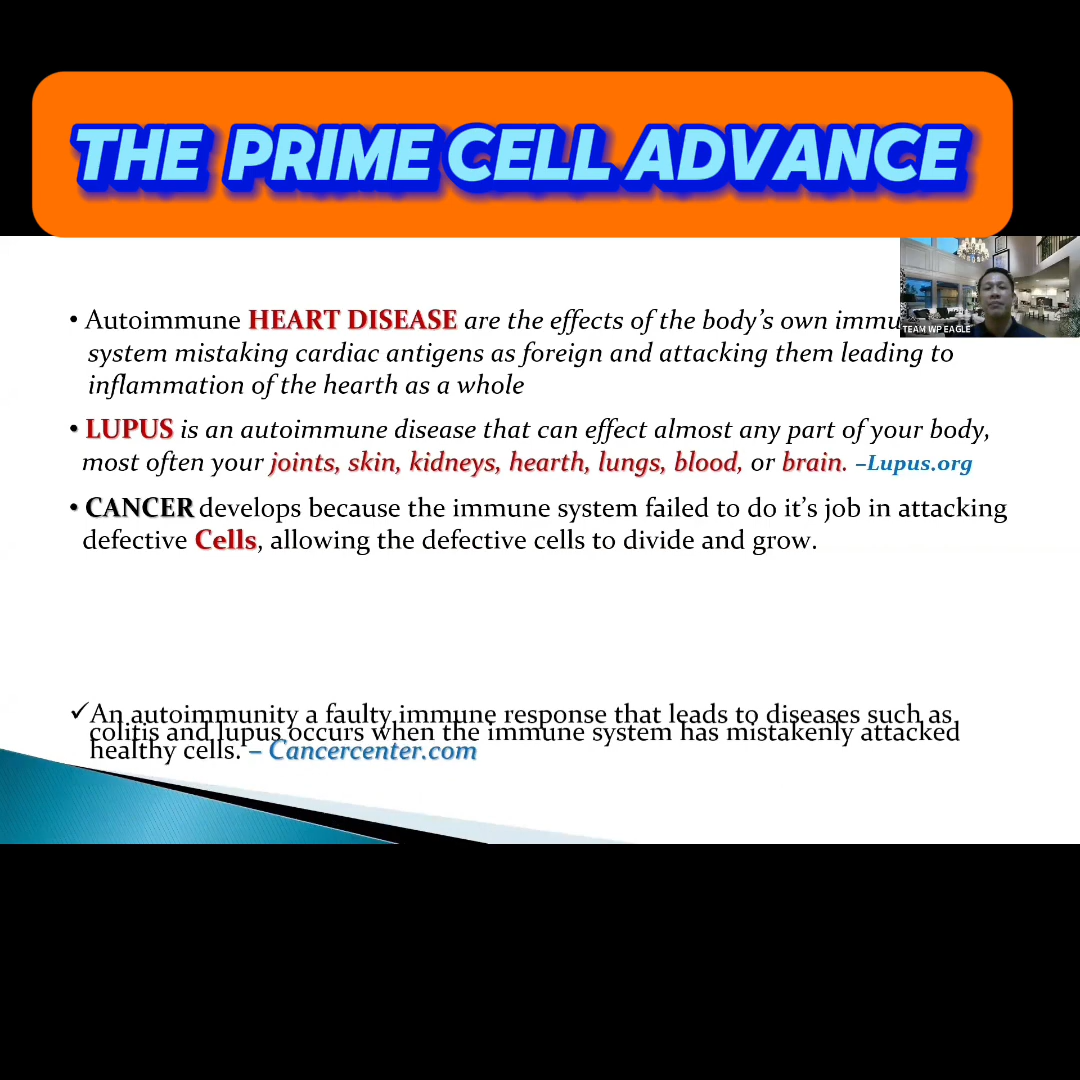 THE PRIME CELL ADVANCE
TEAM WP EAGLE
• Autoimmune HEART DISEASE are the effects of the body's own immu
system mistaking cardiac antigens as foreign and attacking them leading to
inflammation of the hearth as a whole
• LUPUS is an autoimmune disease that can effect almost any part of your body,
most often your joints, skin, kidneys, hearth, lungs, blood, or brain. –Lupus.org
• CANCER develops because the immune system failed to do it's job in attacking
defective Cells, allowing the defective cells to divide and grow.
✓An autoimmunity a faulty immune response that leads to diseases such as
colitis and lupus occurs when the immune system has mistakenly attacked
healthy cells. – Cancercenter.com